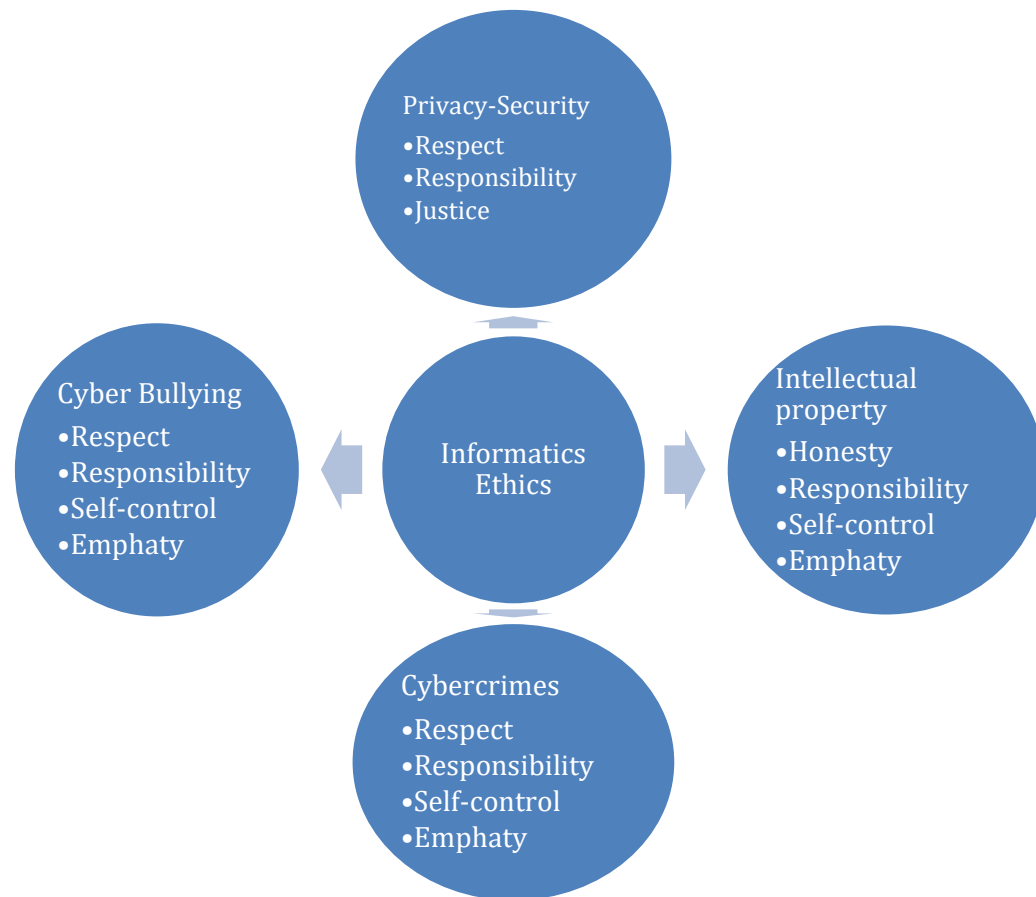 Privacy-Security
•Respect
•Responsibility
•Justice
Cyber Bullying
•Respect
•Responsibility
•Self-control
•Emphaty
Informatics
Ethics
Intellectual
property
•Honesty
•Responsibility
•Self-control
•Emphaty
Cybercrimes
•Respect
•Responsibility
•Self-control
•Emphaty